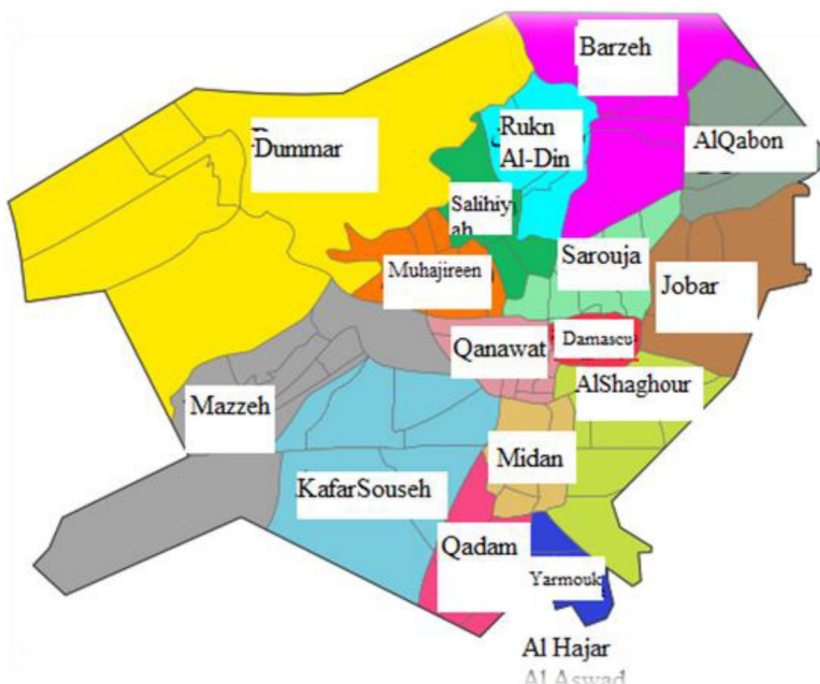 Barzeh
Rukn
Al-Din
AlQabon
Dummar
Salihiy
ah
Sarouja
Muhajireen
Jobar
Qanawat
Damascu
AlShaghour
Mazzeh
Midan
KafarSouseh
Qadam
Yarmouk
Al Hajar
Al Aswad